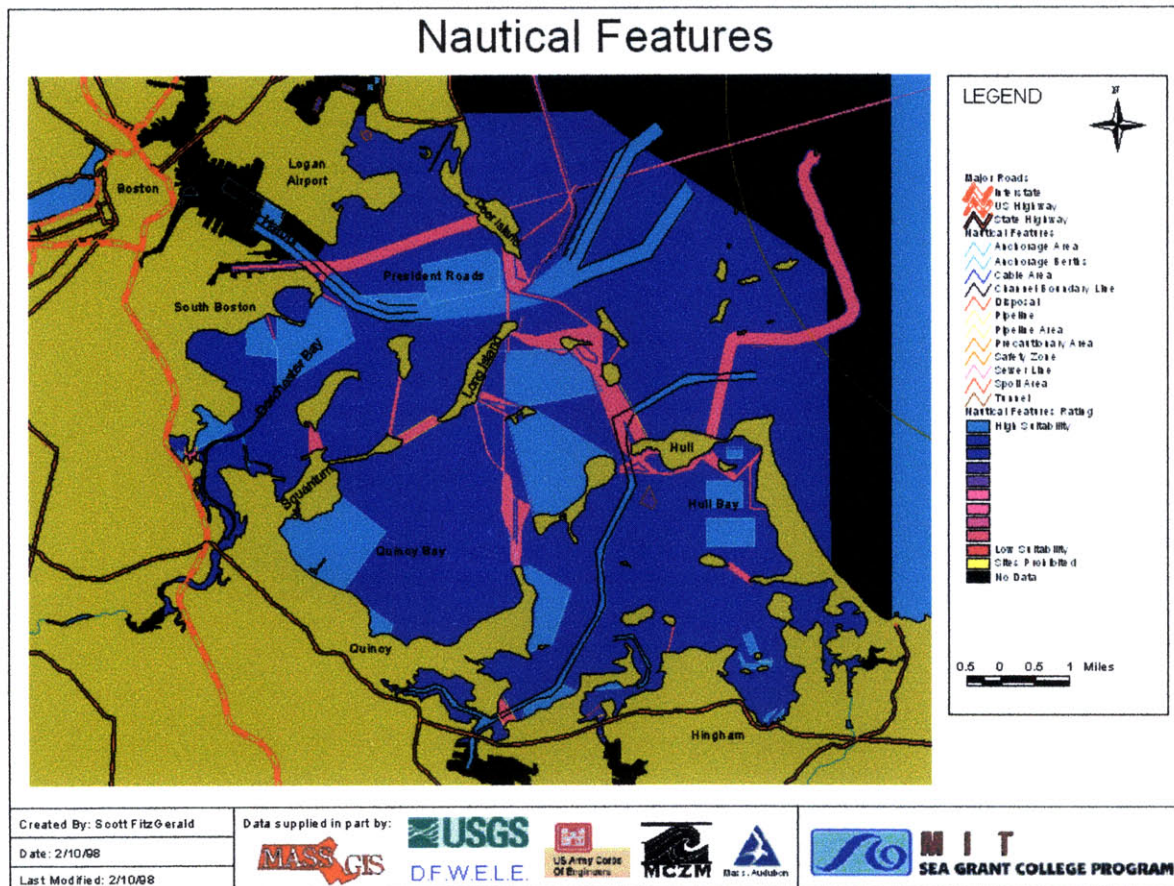 Nautical Features
Boston
Logan
Airport
Deer Island
President Roads
South Boston
Dorchester Bay
Long Island
Squantum
Hull
Hull Bay
Quincy Bay
Quincy
Hingham
LEGEND
N
Major Roads
Interstate
US Highway
State Highway
Nautical Features
Anchorage Area
Anchorage Berths
Cable Area
Channel Boundary Line
Disposal
Pipeline
Pipeline Area
Precautionary Area
Safety Zone
Sewer Line
Spoil Area
Tunnel
Nautical Features Rating
High Suitability
Low Suitability
Sites Prohibited
No Data
0.5 0 0.5 1 Miles
Created By: Scott FitzGerald
Date: 2/10/98
Last Modified: 2/10/98
Data supplied in part by:
MASS GIS
USGS
D.F.W.E.L.E.
US Army Corps
Of Engineers
MCZM
Mass. Audubon
MIT
SEA GRANT COLLEGE PROGRAM